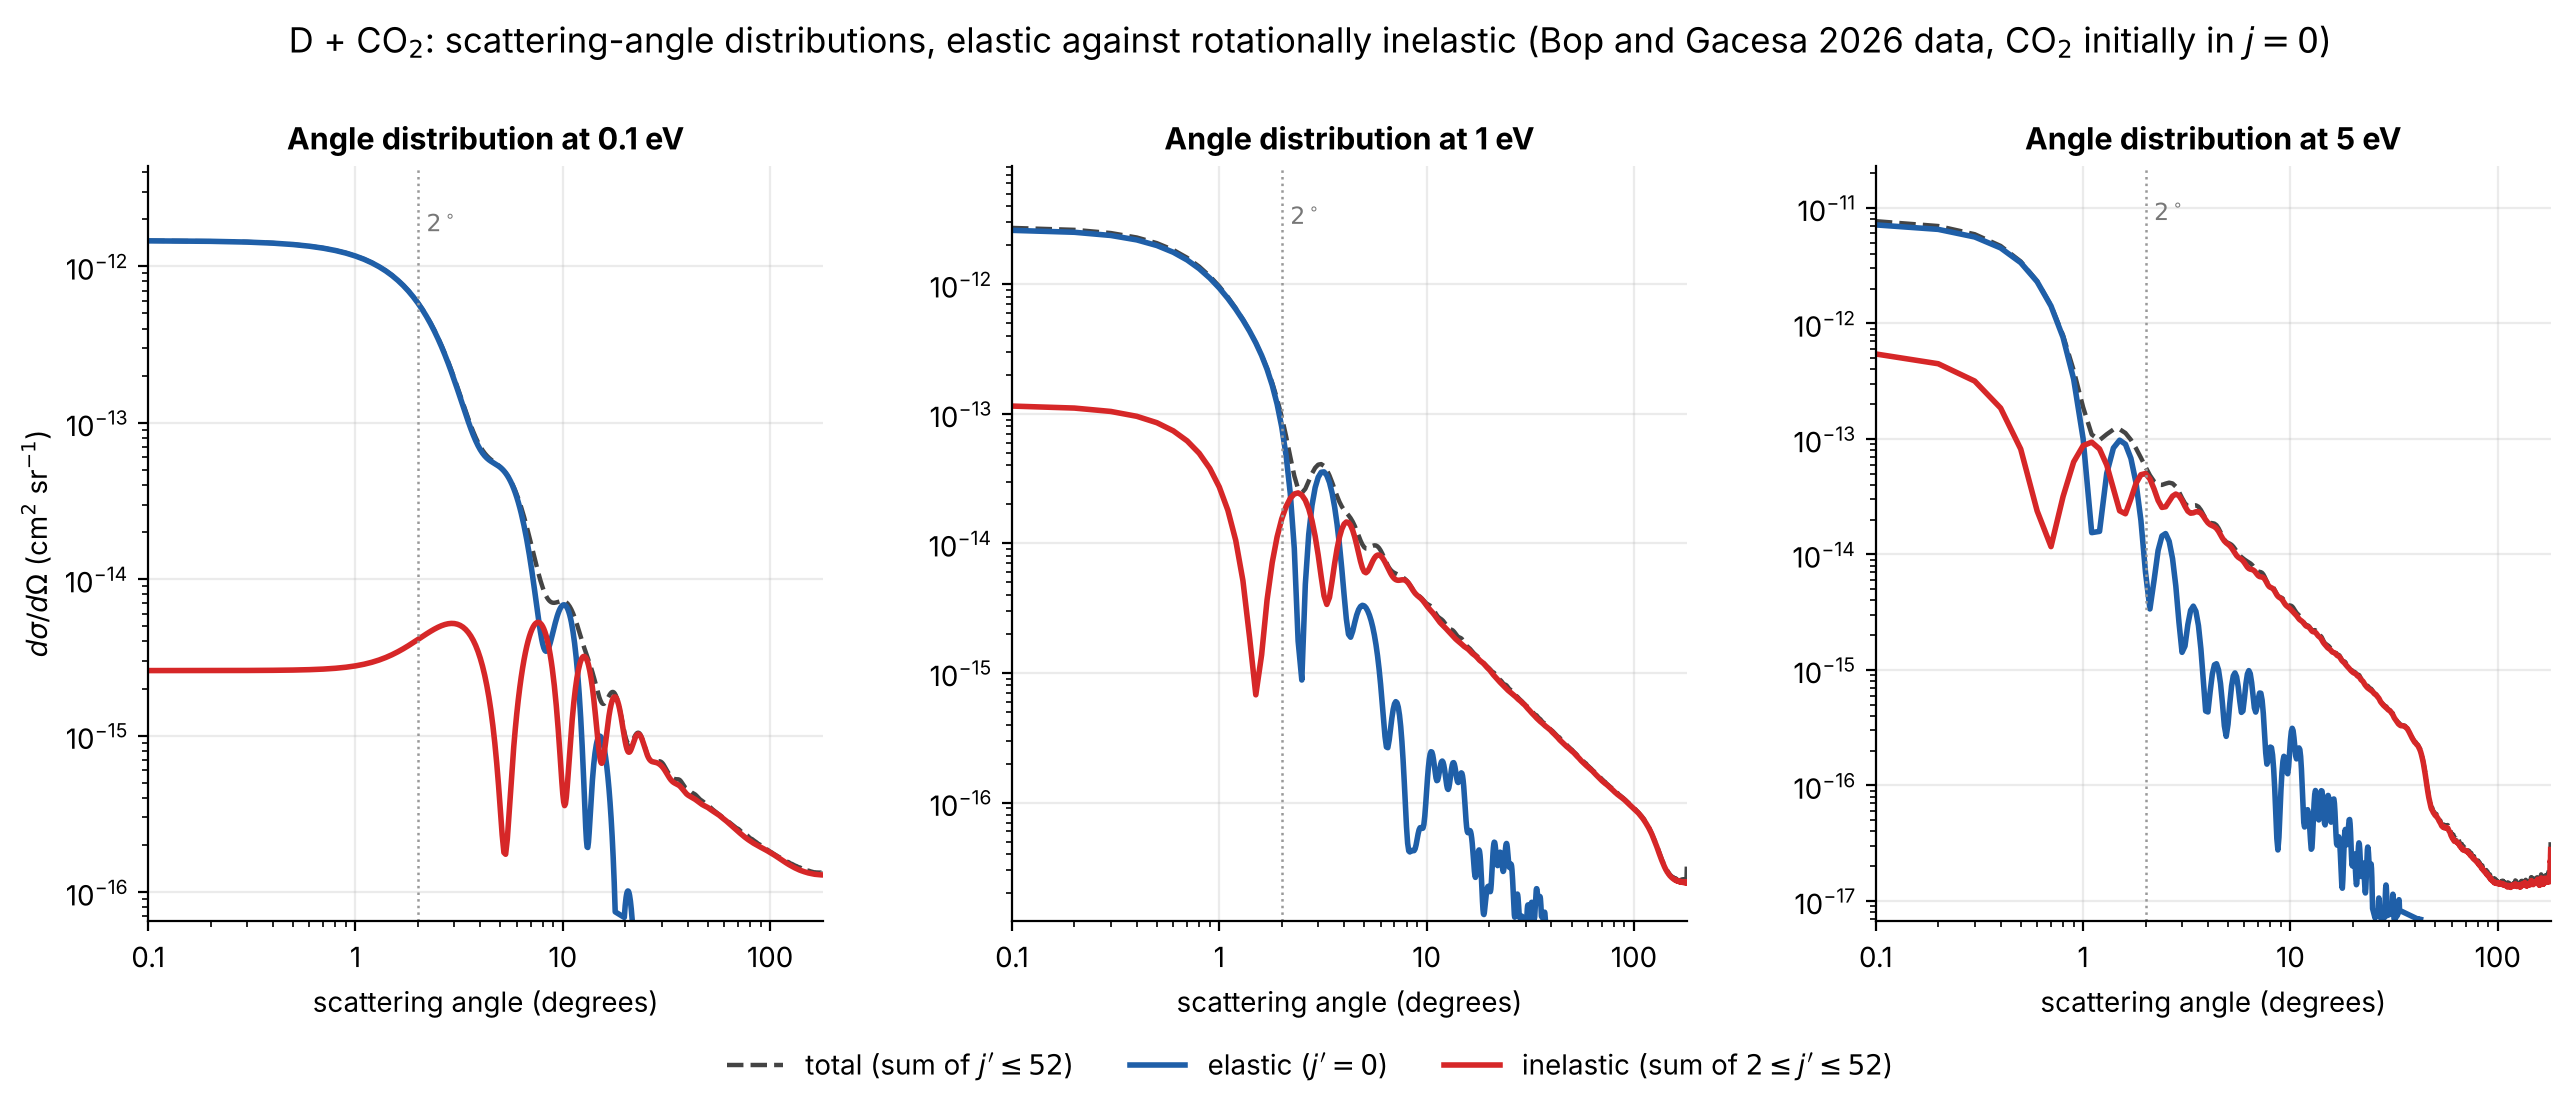 D + CO₂: scattering-angle distributions, elastic against rotationally inelastic (Bop and Gacesa 2026 data, CO₂ initially in j = 0)
Angle distribution at 0.1 eV
dσ/dΩ (cm² sr⁻¹)
10⁻¹²
10⁻¹³
10⁻¹⁴
10⁻¹⁵
10⁻¹⁶
2°
0.1
1
10
100
scattering angle (degrees)
Angle distribution at 1 eV
10⁻¹²
10⁻¹³
10⁻¹⁴
10⁻¹⁵
10⁻¹⁶
2°
0.1
1
10
100
scattering angle (degrees)
Angle distribution at 5 eV
10⁻¹¹
10⁻¹²
10⁻¹³
10⁻¹⁴
10⁻¹⁵
10⁻¹⁶
10⁻¹⁷
2°
0.1
1
10
100
scattering angle (degrees)
total (sum of j′ ≤ 52)
elastic (j′ = 0)
inelastic (sum of 2 ≤ j′ ≤ 52)